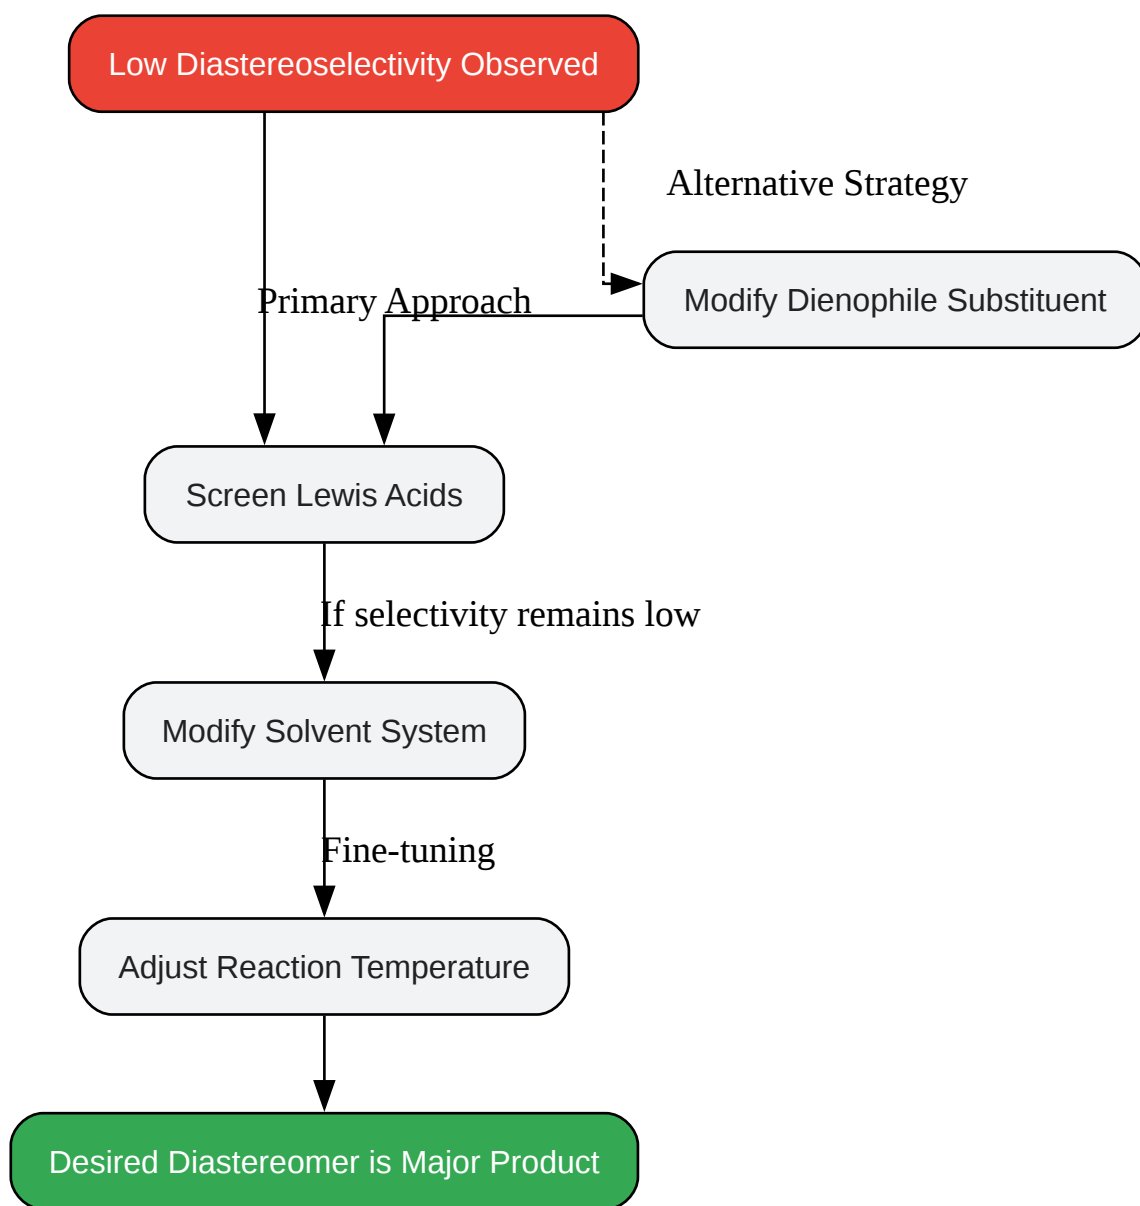 Low Diastereoselectivity Observed
Alternative Strategy
Primary Approach
Modify Dienophile Substituent
Screen Lewis Acids
If selectivity remains low
Modify Solvent System
Fine-tuning
Adjust Reaction Temperature
Desired Diastereomer is Major Product